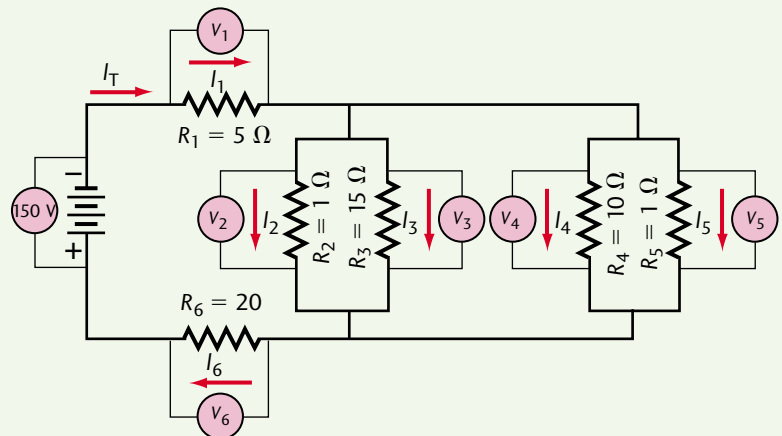 V1
IT
I1
R1 = 5 Ω
150 V
−
+
V2
I2
R2 = 1 Ω
R3 = 15 Ω
I3
V3
V4
I4
R4 = 10 Ω
R5 = 1 Ω
I5
V5
R6 = 20
I6
V6